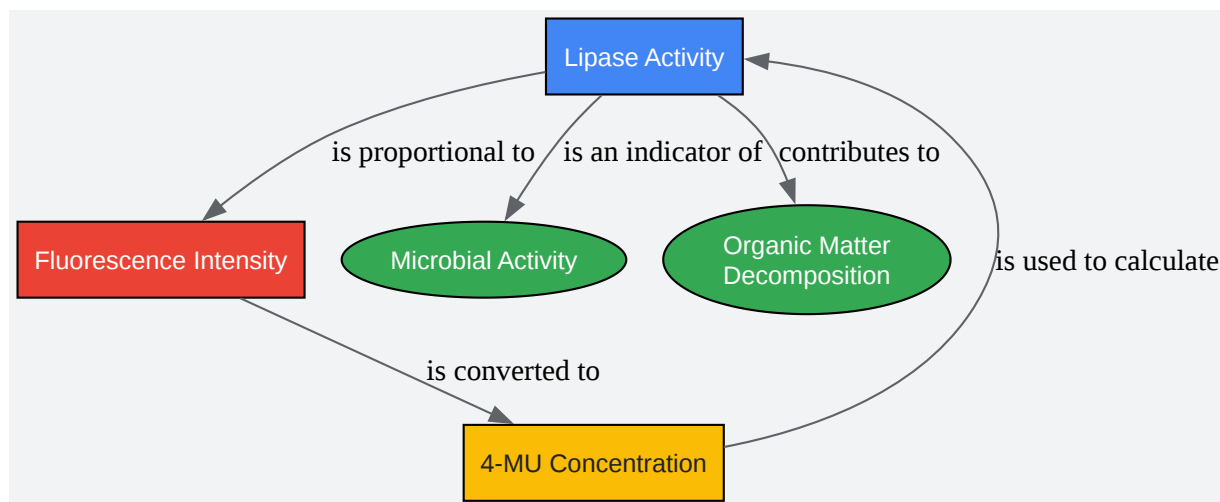 Lipase Activity
is proportional to
is an indicator of
contributes to
Fluorescence Intensity
Microbial Activity
Organic Matter
Decomposition
is used to calculate
is converted to
4-MU Concentration